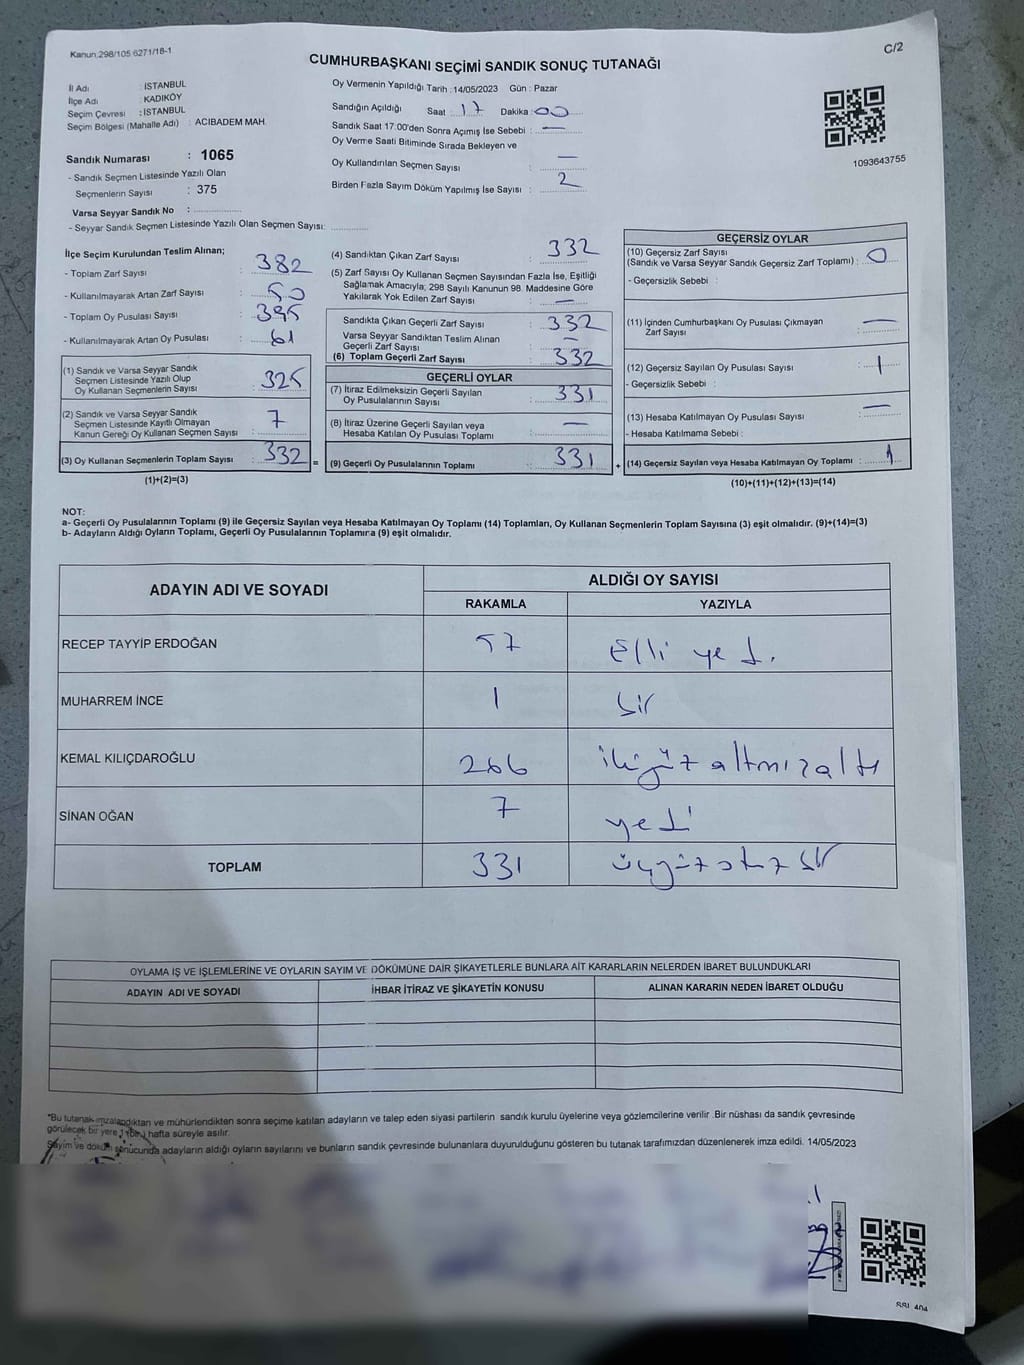 Kanun 298/105 6271/18-1
C/2
CUMHURBAŞKANI SEÇİMİ SANDIK SONUÇ TUTANAĞI
İl Adı : İSTANBUL
İlçe Adı : KADIKÖY
Seçim Çevresi : İSTANBUL
Seçim Bölgesi (Mahalle Adı) : ACIBADEM MAH.
Sandık Numarası : 1065
- Sandık Seçmen Listesinde Yazılı Olan
Seçmenlerin Sayısı : 375
Varsa Seyyar Sandık No :
- Seyyar Sandık Seçmen Listesinde Yazılı Olan Seçmen Sayısı:
Oy Vermenin Yapıldığı Tarih : 14/05/2023 Gün : Pazar
Sandığın Açıldığı Saat : 17 Dakika : 00
Sandık Saat 17:00'den Sonra Açımış İse Sebebi : —
Oy Verme Saati Bitiminde Sırada Bekleyen ve
Oy Kullandırılan Seçmen Sayısı : —
Birden Fazla Sayım Döküm Yapılmış İse Sayısı : 2
1093643755
İlçe Seçim Kurulundan Teslim Alınan;
- Toplam Zarf Sayısı : 382
- Kullanılmayarak Artan Zarf Sayısı : 50
- Toplam Oy Pusulası Sayısı :
- Kullanılmayarak Artan Oy Pusulası : 61
(1) Sandık ve Varsa Seyyar Sandık
Seçmen Listesinde Yazılı Olup
Oy Kullanan Seçmenlerin Sayısı : 325
(2) Sandık ve Varsa Seyyar Sandık
Seçmen Listesinde Kayıtlı Olmayan
Kanun Gereği Oy Kullanan Seçmen Sayısı : 7
(3) Oy Kullanan Seçmenlerin Toplam Sayısı : 332 =
(1)+(2)=(3)
(4) Sandıktan Çıkan Zarf Sayısı : 332
(5) Zarf Sayısı Oy Kullanan Seçmen Sayısından Fazla İse, Eşitliği
Sağlamak Amacıyla; 298 Sayılı Kanunun 98. Maddesine Göre
Yakılarak Yok Edilen Zarf Sayısı : —
Sandıkta Çıkan Geçerli Zarf Sayısı : 332
Varsa Seyyar Sandıktan Teslim Alınan
Geçerli Zarf Sayısı : —
(6) Toplam Geçerli Zarf Sayısı : 332
GEÇERLİ OYLAR
(7) İtiraz Edilmeksizin Geçerli Sayılan
Oy Pusulalarının Sayısı : 331
(8) İtiraz Üzerine Geçerli Sayılan veya
Hesaba Katılan Oy Pusulası Toplamı : —
(9) Geçerli Oy Pusulalarının Toplamı : 331 +
GEÇERSİZ OYLAR
(10) Geçersiz Zarf Sayısı
(Sandık ve Varsa Seyyar Sandık Geçersiz Zarf Toplamı) : 0
- Geçersizlik Sebebi :
(11) İçinden Cumhurbaşkanı Oy Pusulası Çıkmayan
Zarf Sayısı : —
(12) Geçersiz Sayılan Oy Pusulası Sayısı : 1
- Geçersizlik Sebebi :
(13) Hesaba Katılmayan Oy Pusulası Sayısı : —
- Hesaba Katılmama Sebebi :
(14) Geçersiz Sayılan veya Hesaba Katılmayan Oy Toplamı : 1
(10)+(11)+(12)+(13)=(14)
NOT:
a- Geçerli Oy Pusulalarının Toplamı (9) ile Geçersiz Sayılan veya Hesaba Katılmayan Oy Toplamı (14) Toplamları, Oy Kullanan Seçmenlerin Toplam Sayısına (3) eşit olmalıdır. (9)+(14)=(3)
b- Adayların Aldığı Oyların Toplamı, Geçerli Oy Pusulalarının Toplamına (9) eşit olmalıdır.
ADAYIN ADI VE SOYADI
ALDIĞI OY SAYISI
RAKAMLA YAZIYLA
RECEP TAYYİP ERDOĞAN 57 Elli yedi
MUHARREM İNCE 1 bir
KEMAL KILIÇDAROĞLU 266 ikiyüz altmışaltı
SİNAN OĞAN 7 yedi
TOPLAM 331 üçyüzotuzbir
OYLAMA İŞ VE İŞLEMLERİNE VE OYLARIN SAYIM VE DÖKÜMÜNE DAİR ŞİKAYETLERLE BUNLARA AİT KARARLARIN NELERDEN İBARET BULUNDUKLARI
ADAYIN ADI VE SOYADI İHBAR İTİRAZ VE ŞİKAYETİN KONUSU ALINAN KARARIN NEDEN İBARET OLDUĞU
*Bu tutanak imzalandıktan ve mühürlendikten sonra seçime katılan adayların ve talep eden siyasi partilerin sandık kurulu üyelerine veya gözlemcilerine verilir. Bir nüshası da sandık çevresinde
görülecek bir yere 1 (bir) hafta süreyle asılır.
Sayım ve döküm sonucunda adayların aldığı oyların sayılarını ve bunların sandık çevresinde bulunanlara duyurulduğunu gösteren bu tutanak tarafımızdan düzenlenerek imza edildi. 14/05/2023